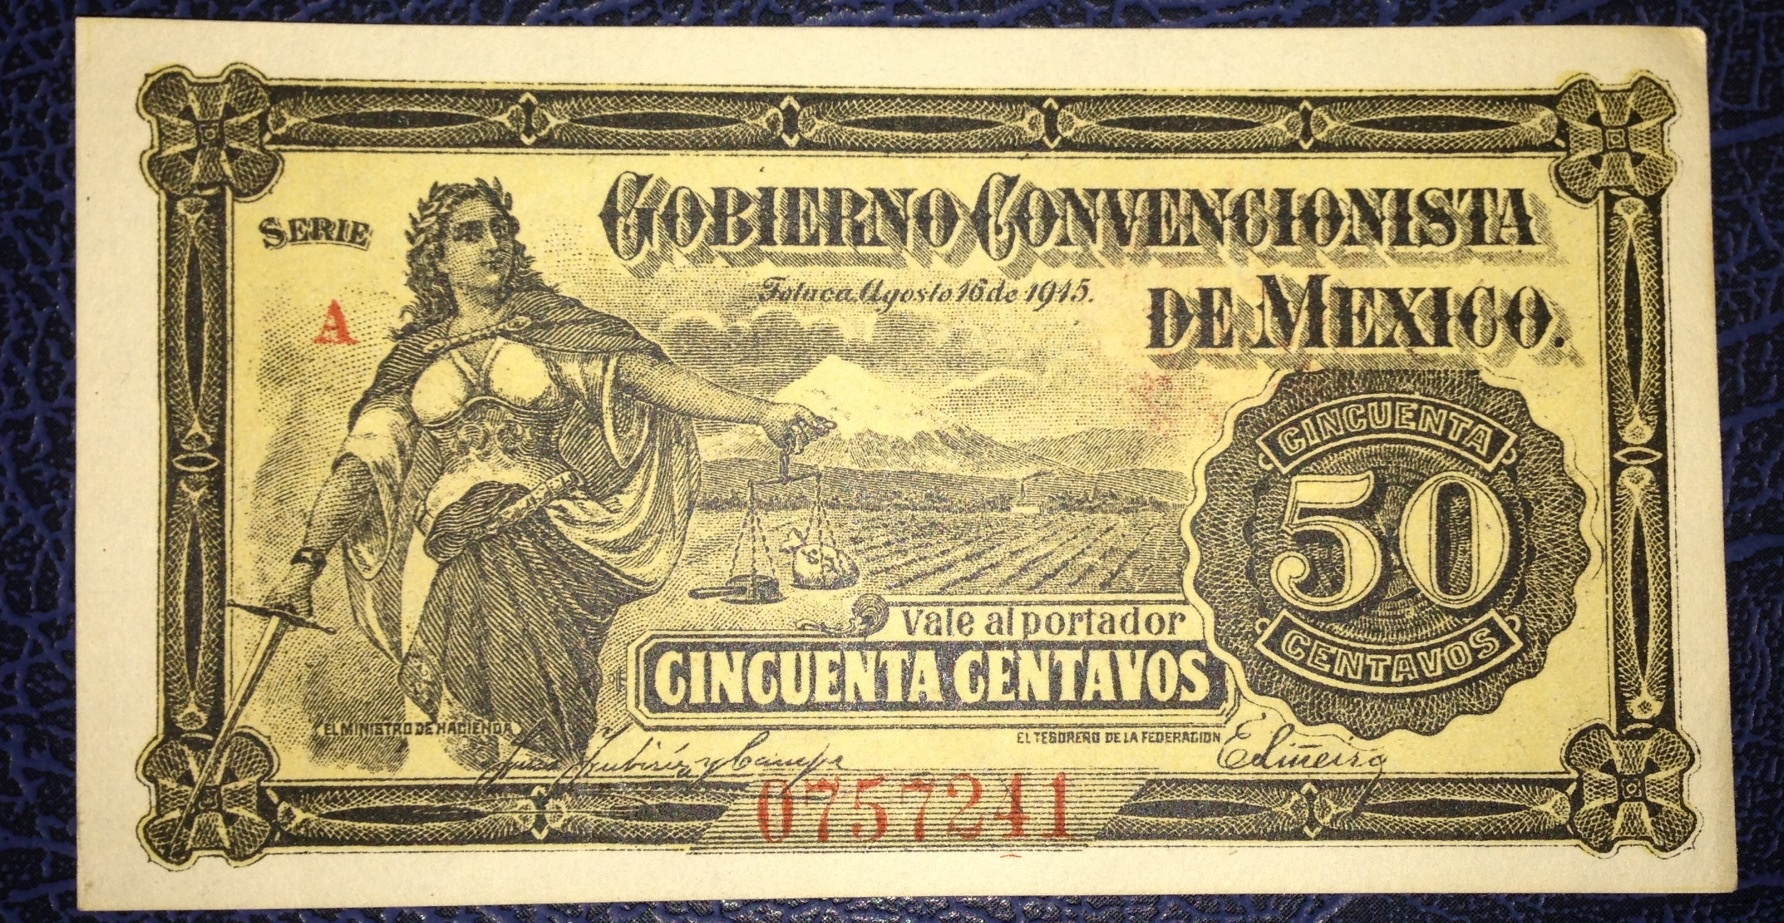 GOBIERNO CONVENCIONISTA
DE MEXICO.
SERIE
A
Toluca, Agosto 16 de 1915.
CINCUENTA
50
CENTAVOS
Vale al portador
CINCUENTA CENTAVOS
EL MINISTRO DE HACIENDA
EL TESORERO DE LA FEDERACION
0757241